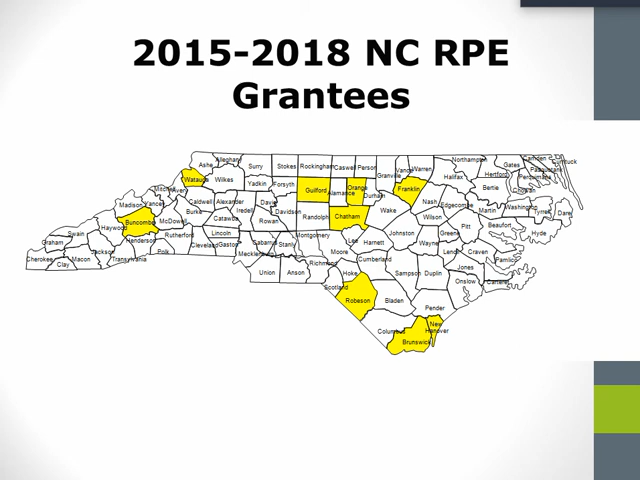 2015-2018 NC RPE
Grantees
Ashe
Alleghany
Surry
Stokes
Rockingham
Caswell
Person
Vance
Warren
Northampton
Gates
Camden
Currituck
Watauga
Wilkes
Yadkin
Forsyth
Guilford
Alamance
Orange
Durham
Granville
Franklin
Halifax
Hertford
Pasquotank
Perquimans
Chowan
Bertie
Mitchell
Avery
Madison
Yancey
Caldwell
Alexander
Iredell
Davie
Davidson
Randolph
Chatham
Wake
Nash
Edgecombe
Martin
Washington
Tyrrell
Dare
Buncombe
McDowell
Burke
Catawba
Rowan
Wilson
Pitt
Beaufort
Hyde
Swain
Haywood
Henderson
Rutherford
Lincoln
Cabarrus
Stanly
Montgomery
Moore
Lee
Harnett
Johnston
Wayne
Greene
Lenoir
Craven
Pamlico
Graham
Cherokee
Clay
Macon
Jackson
Transylvania
Polk
Cleveland
Gaston
Mecklenburg
Union
Anson
Richmond
Scotland
Hoke
Cumberland
Sampson
Duplin
Jones
Onslow
Carteret
Robeson
Bladen
Pender
Columbus
New
Hanover
Brunswick